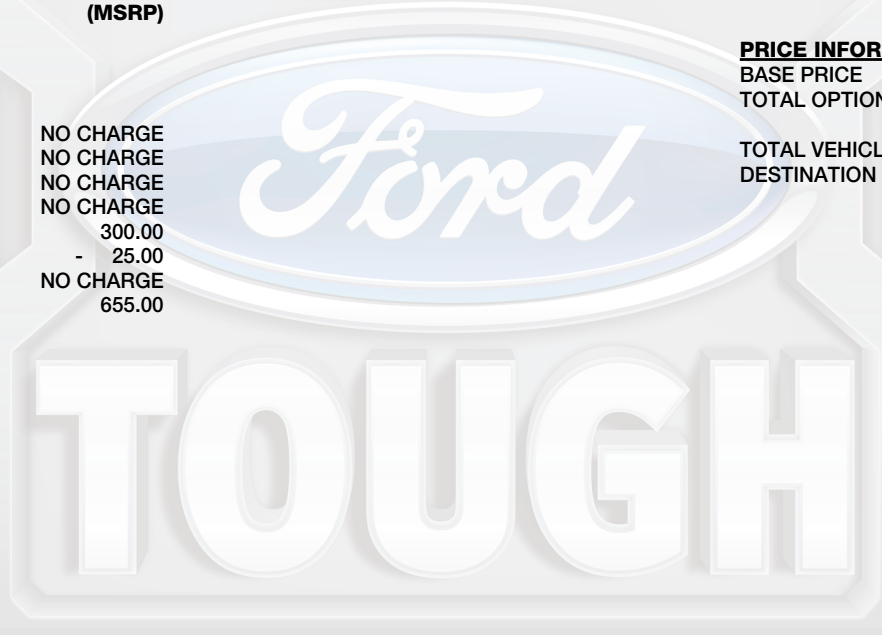 (MSRP)
NO CHARGE
NO CHARGE
NO CHARGE
NO CHARGE
300.00
- 25.00
NO CHARGE
655.00
PRICE INFOR
BASE PRICE
TOTAL OPTION
TOTAL VEHICL
DESTINATION
Ford
TOUGH